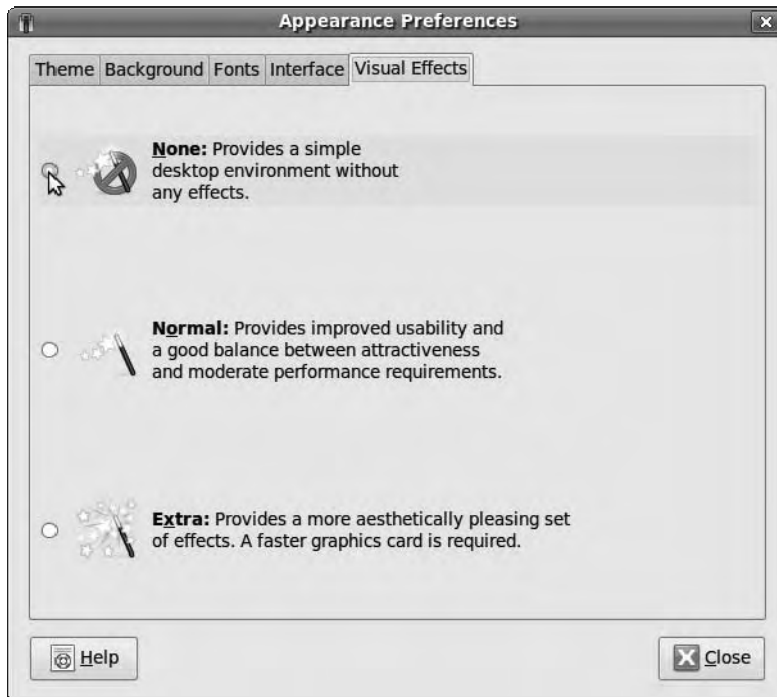 Appearance Preferences
Theme Background Fonts Interface Visual Effects
None: Provides a simple
desktop environment without
any effects.
Normal: Provides improved usability and
a good balance between attractiveness
and moderate performance requirements.
Extra: Provides a more aesthetically pleasing set
of effects. A faster graphics card is required.
Help Close